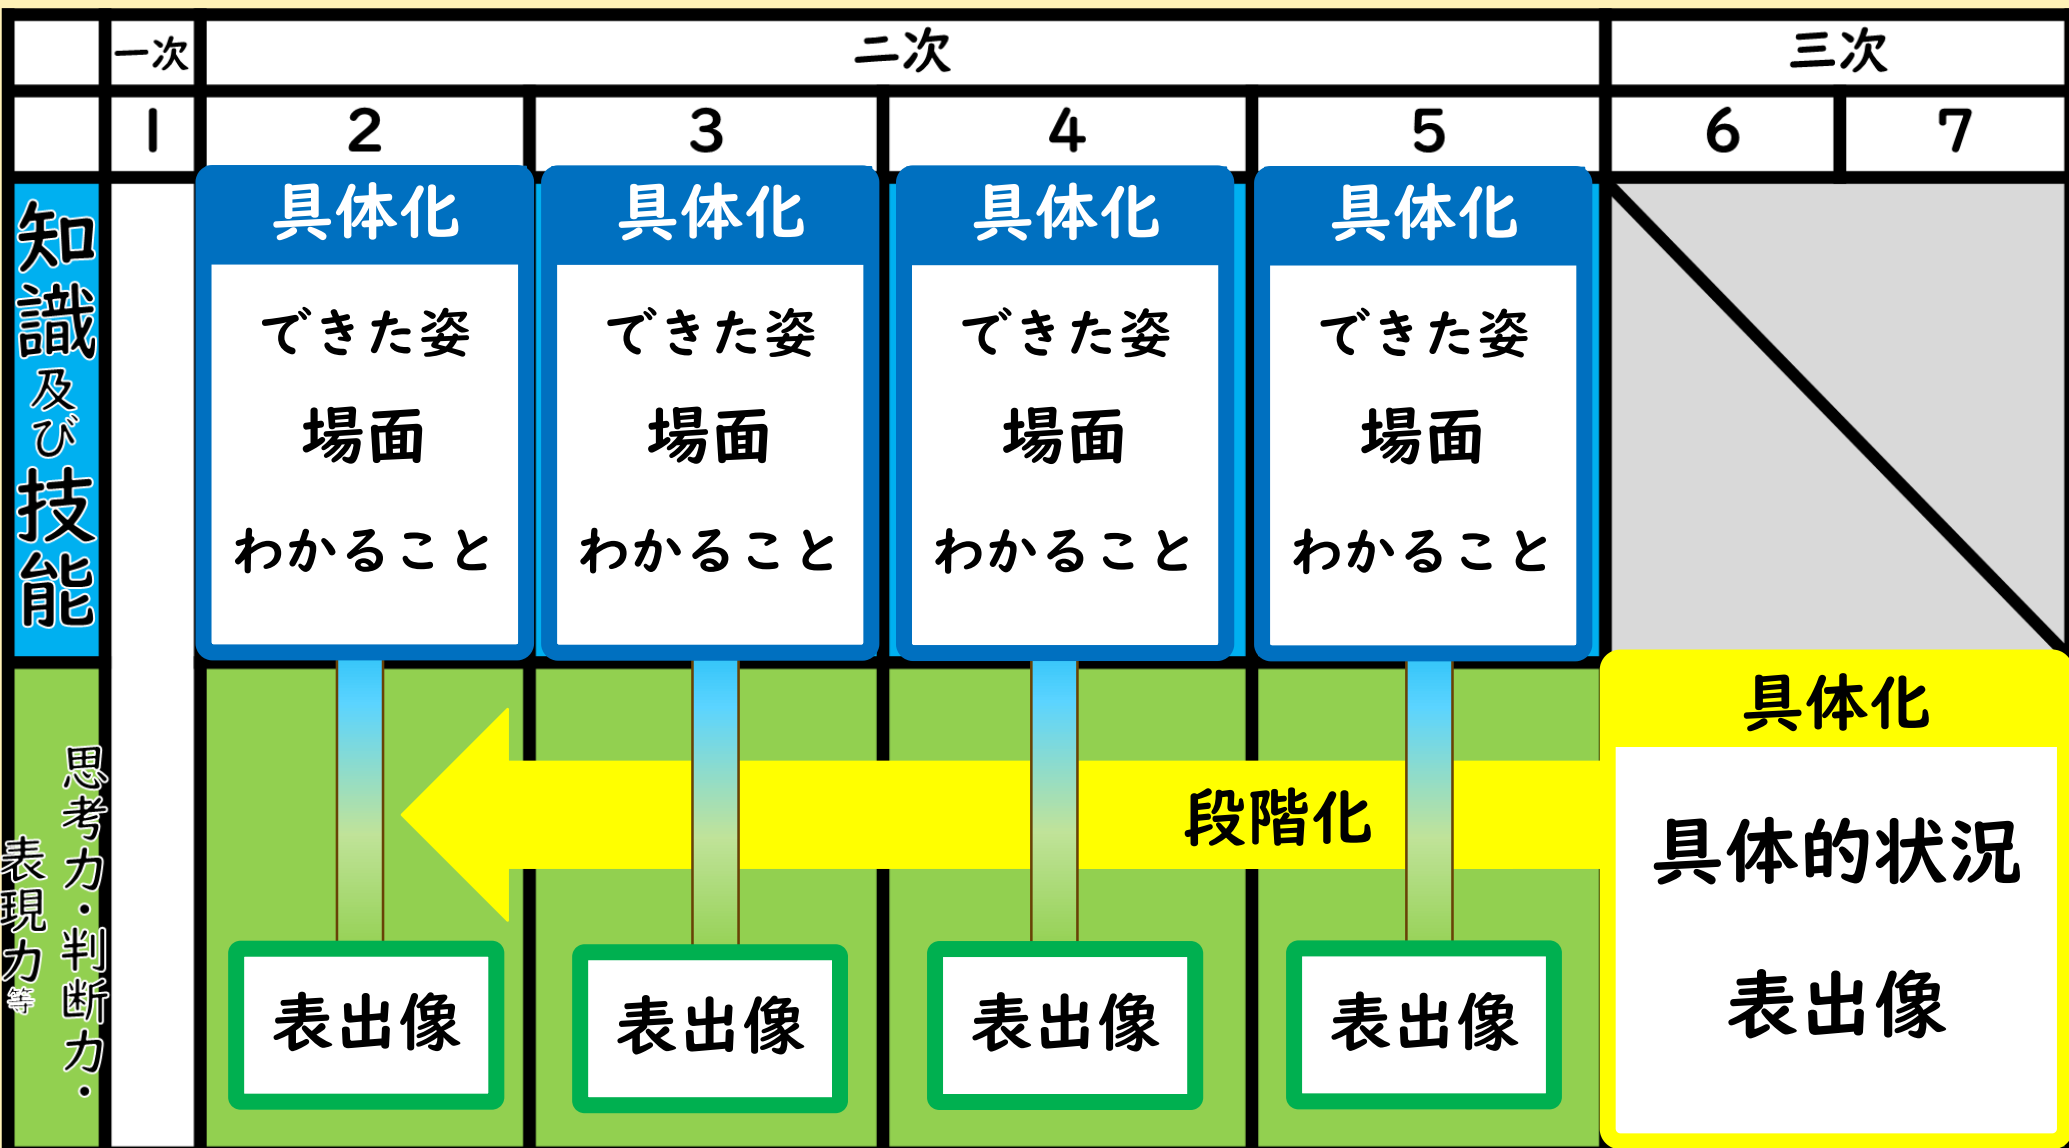 一次
二次
三次
1
2
3
4
5
6
7
知識及び技能
具体化
できた姿
場面
わかること
具体化
できた姿
場面
わかること
具体化
できた姿
場面
わかること
具体化
できた姿
場面
わかること
思考力・判断力・
表現力等
段階化
表出像
表出像
表出像
表出像
具体化
具体的状況
表出像